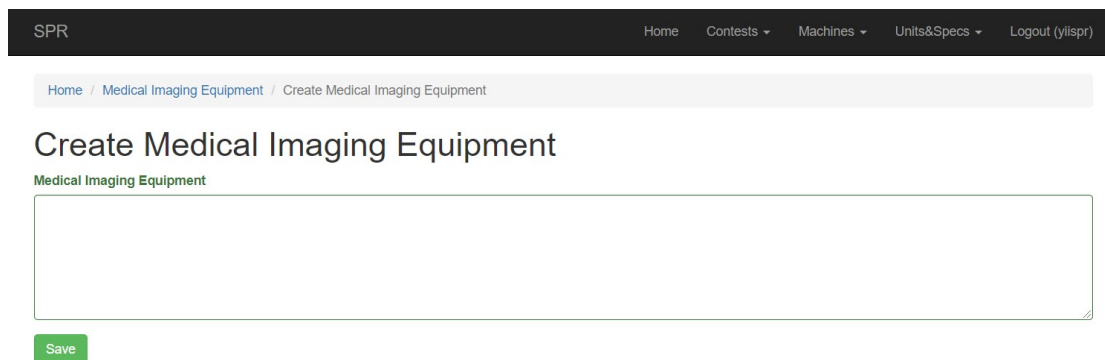 SPR Home Contests Machines Units&Specs Logout (yiispr)
Home / Medical Imaging Equipment / Create Medical Imaging Equipment
Create Medical Imaging Equipment
Medical Imaging Equipment
Save